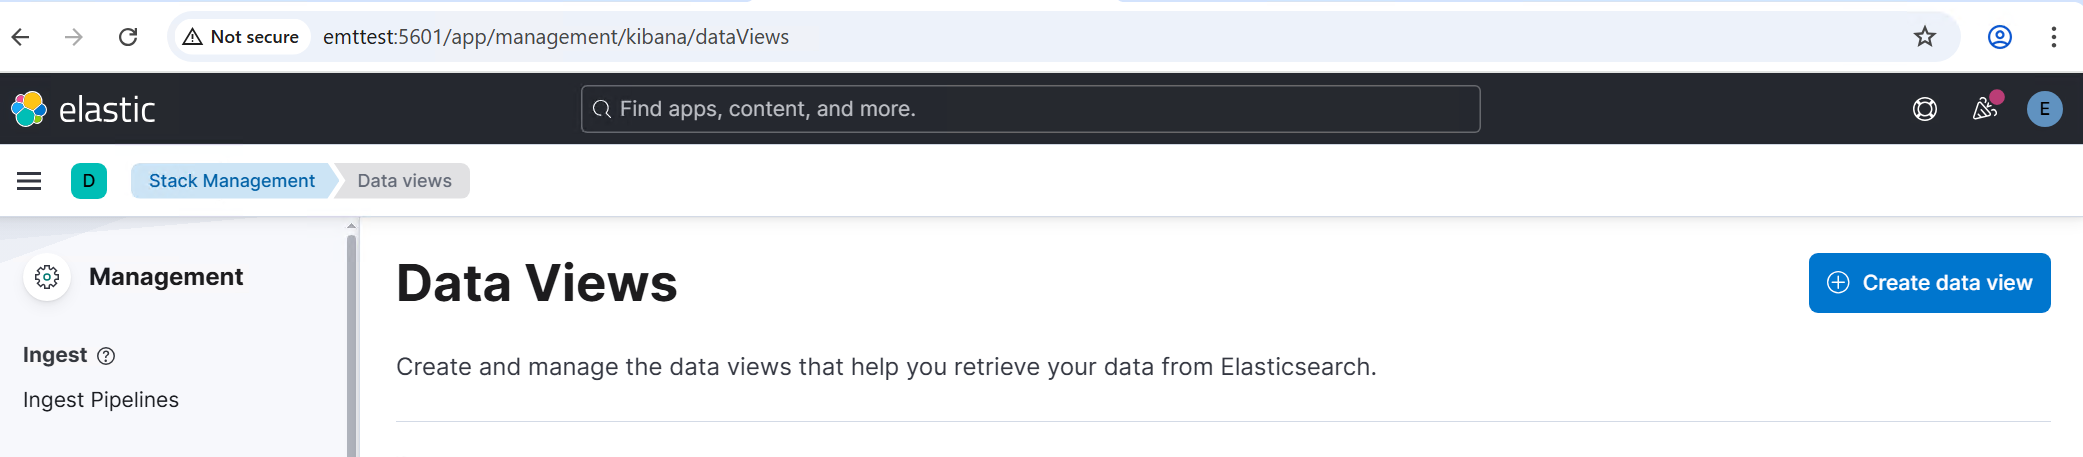 Not secure emttest:5601/app/management/kibana/dataViews
elastic Find apps, content, and more. E
D Stack Management Data views
Management
Ingest
Ingest Pipelines
Data Views
Create data view
Create and manage the data views that help you retrieve your data from Elasticsearch.